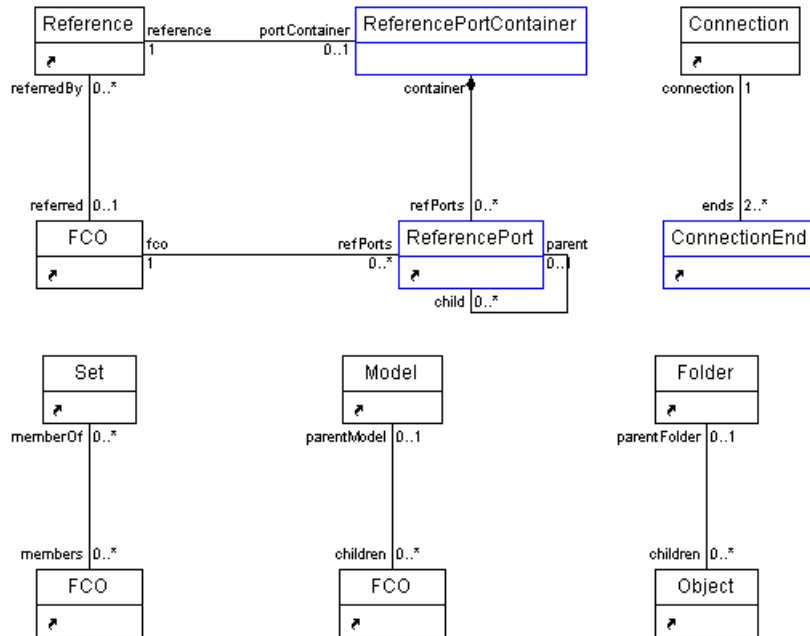 Reference
reference
portContainer
ReferencePortContainer
Connection
1
0..1
referredBy
0..*
container
connection
1
referred
0..1
refPorts
0..*
ends
2..*
FCO
fco
refPorts
ReferencePort
parent
ConnectionEnd
1
0..*
0..1
child
0..*
Set
Model
Folder
memberOf
0..*
parentModel
0..1
parentFolder
0..1
members
0..*
children
0..*
children
0..*
FCO
FCO
Object